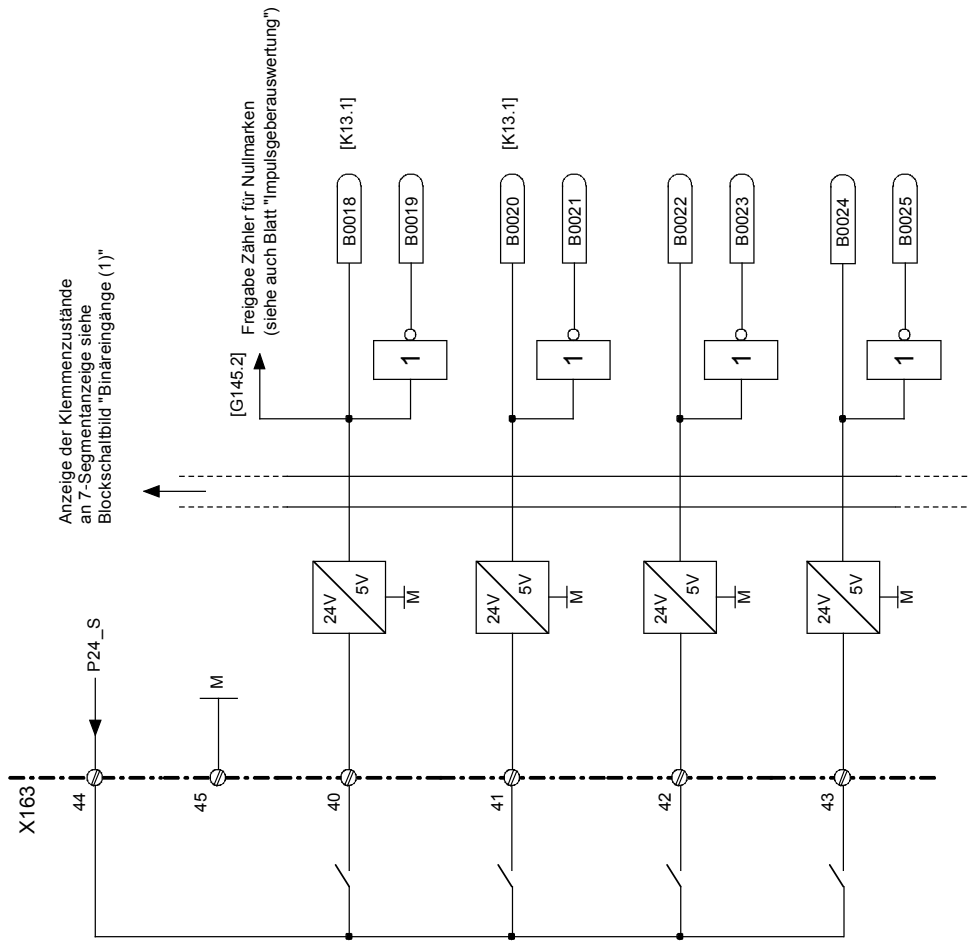 Anzeige der Klemmenzustände
an 7-Segmentanzeige siehe
Blockschaltbild "Binäreingänge (1)"
[G145.2]
Freigabe Zähler für Nullmarken
(siehe auch Blatt "Impulsgeberauswertung")
X163
44
P24_S
45
M
40
24V
5V
M
1
B0018
[K13.1]
B0019
41
24V
5V
M
1
B0020
[K13.1]
B0021
42
24V
5V
M
1
B0022
B0023
43
24V
5V
M
1
B0024
B0025